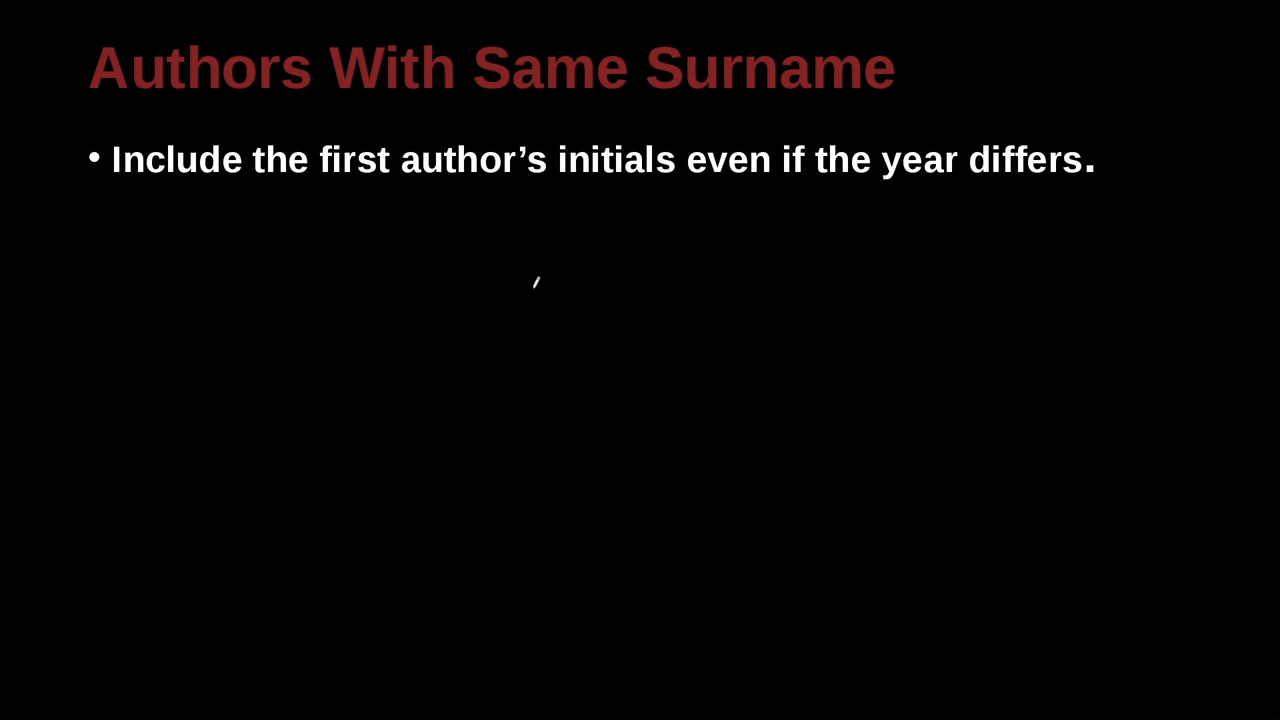 Authors With Same Surname
• Include the first author’s initials even if the year differs.